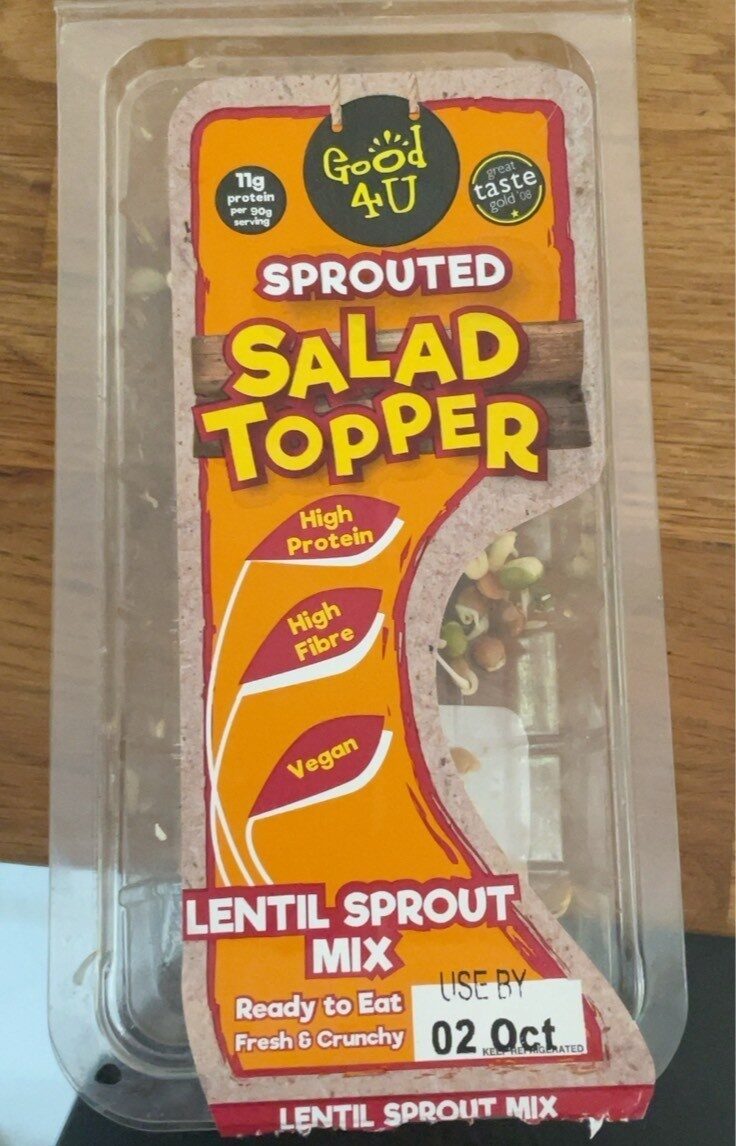 Good
4U
11g
protein
per 90g
serving
great
taste
gold '08
SPROUTED
SALAD
TOPPER
High
Protein
High
Fibre
Vegan
LENTIL SPROUT
MIX
Ready to Eat
Fresh & Crunchy
USE BY
02 Oct
KEEP REFRIGERATED
LENTIL SPROUT MIX